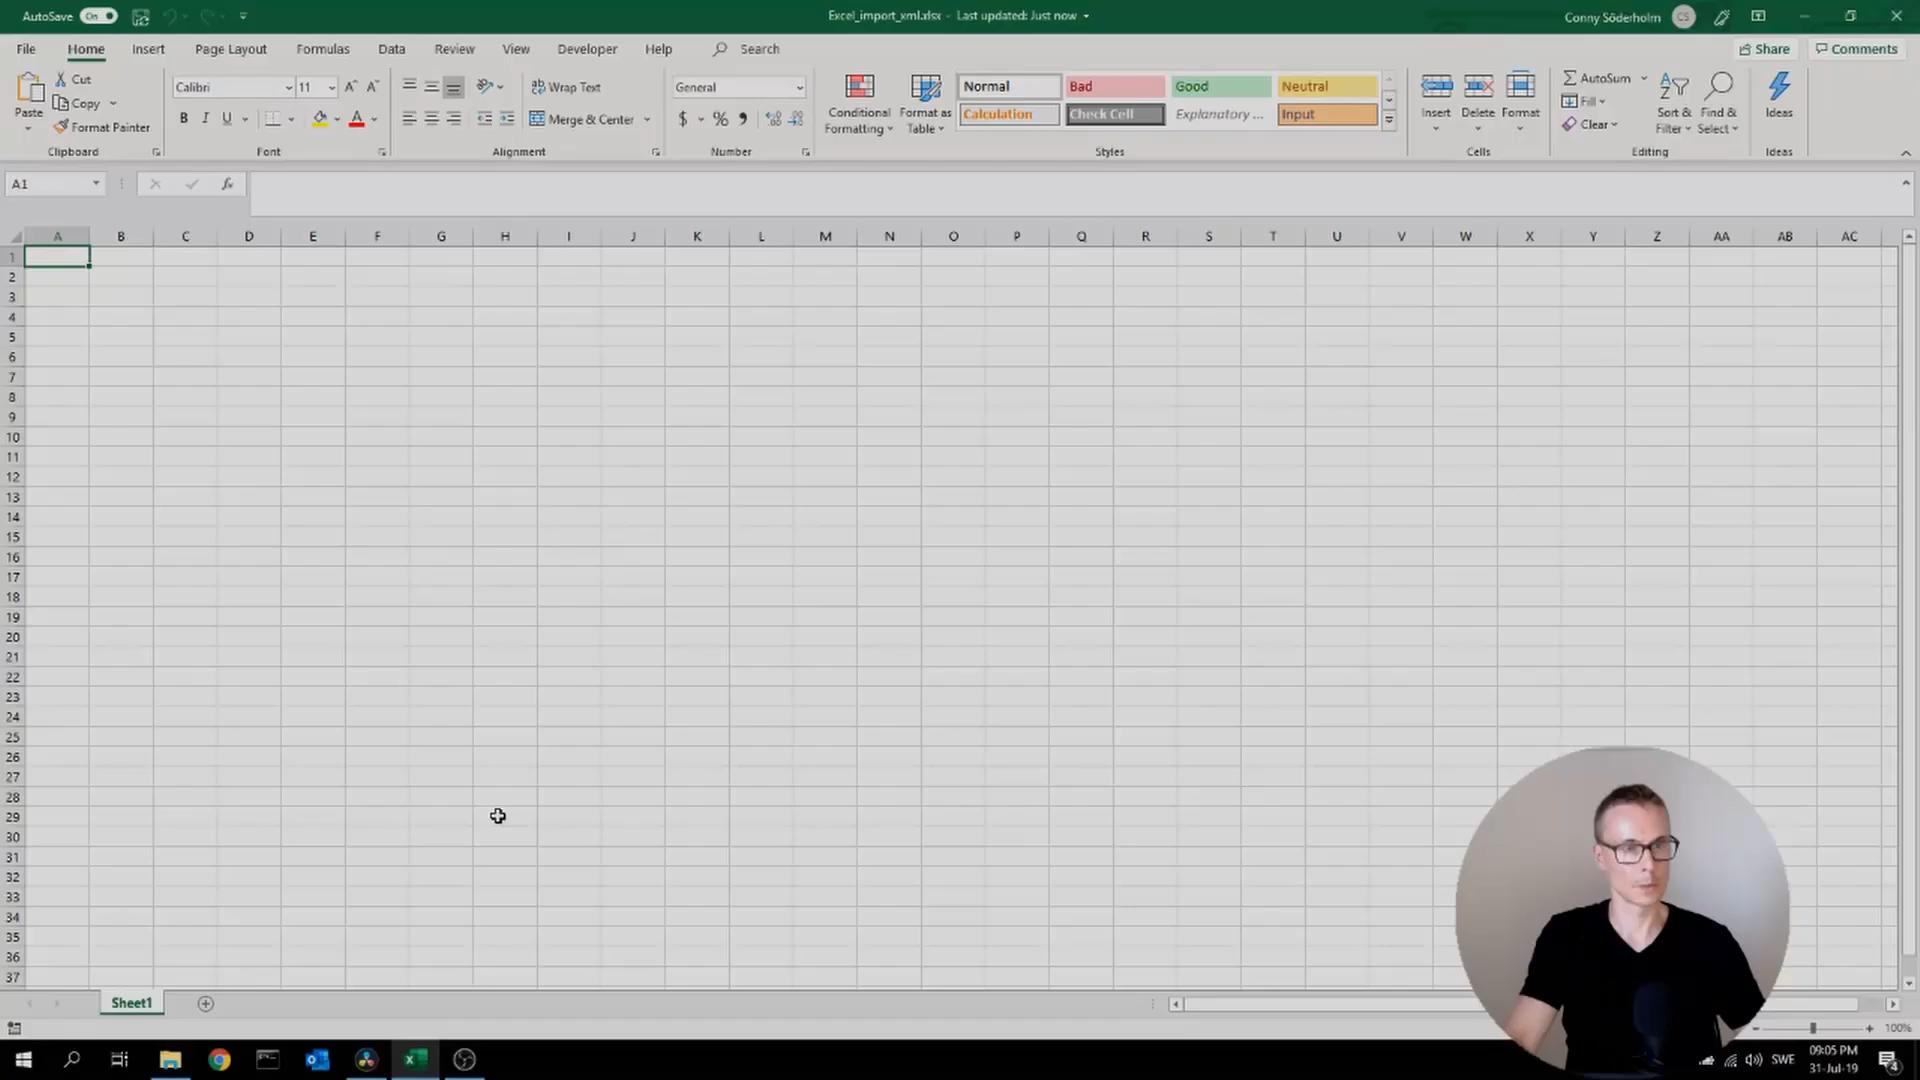 AutoSave On Excel_import_xml.xlsx - Last updated: Just now Conny Söderholm CS
File Home Insert Page Layout Formulas Data Review View Developer Help Search Share Comments
Paste Cut Copy Format Painter
Clipboard
Calibri 11
B I U A
Font
Wrap Text
Merge & Center
Alignment
General
$ % 9
Number
Conditional Formatting
Format as Table
Normal Bad Good Neutral
Calculation Check Cell Explanatory ... Input
Styles
Insert Delete Format
Cells
AutoSum
Fill
Clear
Sort & Filter
Find & Select
Editing
Ideas
Ideas
A1 fx
A B C D E F G H I J K L M N O P Q R S T U V W X Y Z AA AB AC
1
2
3
4
5
6
7
8
9
10
11
12
13
14
15
16
17
18
19
20
21
22
23
24
25
26
27
28
29
30
31
32
33
34
35
36
37
Sheet1
100%
SWE 09:05 PM
31-Jul-19
4